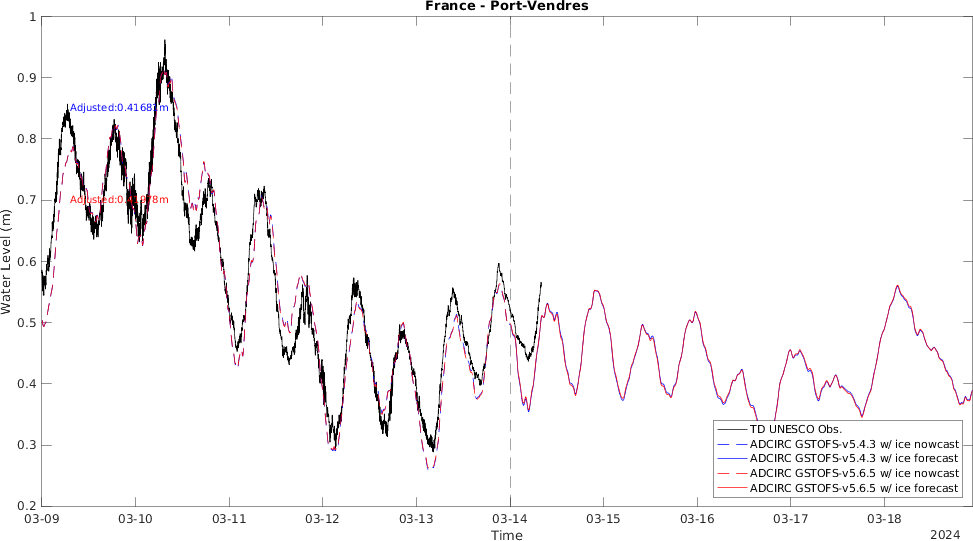 France - Port-Vendres
1
0.9
0.8
0.7
0.6
0.5
0.4
0.3
0.2
Water Level (m)
Adjusted:
Adjusted:
TD UNESCO Obs.
ADCIRC GSTOFS-v5.4.3 w/ ice nowcast
ADCIRC GSTOFS-v5.4.3 w/ ice forecast
ADCIRC GSTOFS-v5.6.5 w/ ice nowcast
ADCIRC GSTOFS-v5.6.5 w/ ice forecast
03-09 03-10 03-11 03-12 03-13 03-14 03-15 03-16 03-17 03-18
Time
2024